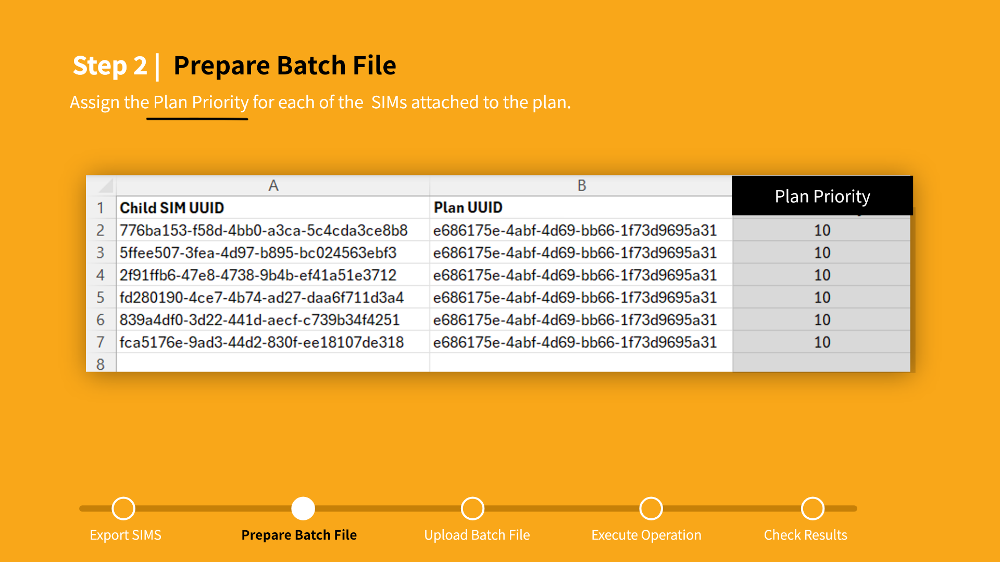 Step 2 | Prepare Batch File
Assign the Plan Priority for each of the SIMs attached to the plan.
A B Plan Priority
1 Child SIM UUID Plan UUID
2 776ba153-f58d-4bb0-a3ca-5c4cda3ce8b8 e686175e-4abf-4d69-bb66-1f73d9695a31 10
3 5ffee507-3fea-4d97-b895-bc024563ebf3 e686175e-4abf-4d69-bb66-1f73d9695a31 10
4 2f91ffb6-47e8-4738-9b4b-ef41a51e3712 e686175e-4abf-4d69-bb66-1f73d9695a31 10
5 fd280190-4ce7-4b74-ad27-daa6f711d3a4 e686175e-4abf-4d69-bb66-1f73d9695a31 10
6 839a4df0-3d22-441d-aecf-c739b34f4251 e686175e-4abf-4d69-bb66-1f73d9695a31 10
7 fca5176e-9ad3-44d2-830f-ee18107de318 e686175e-4abf-4d69-bb66-1f73d9695a31 10
8
Export SIMS Prepare Batch File Upload Batch File Execute Operation Check Results